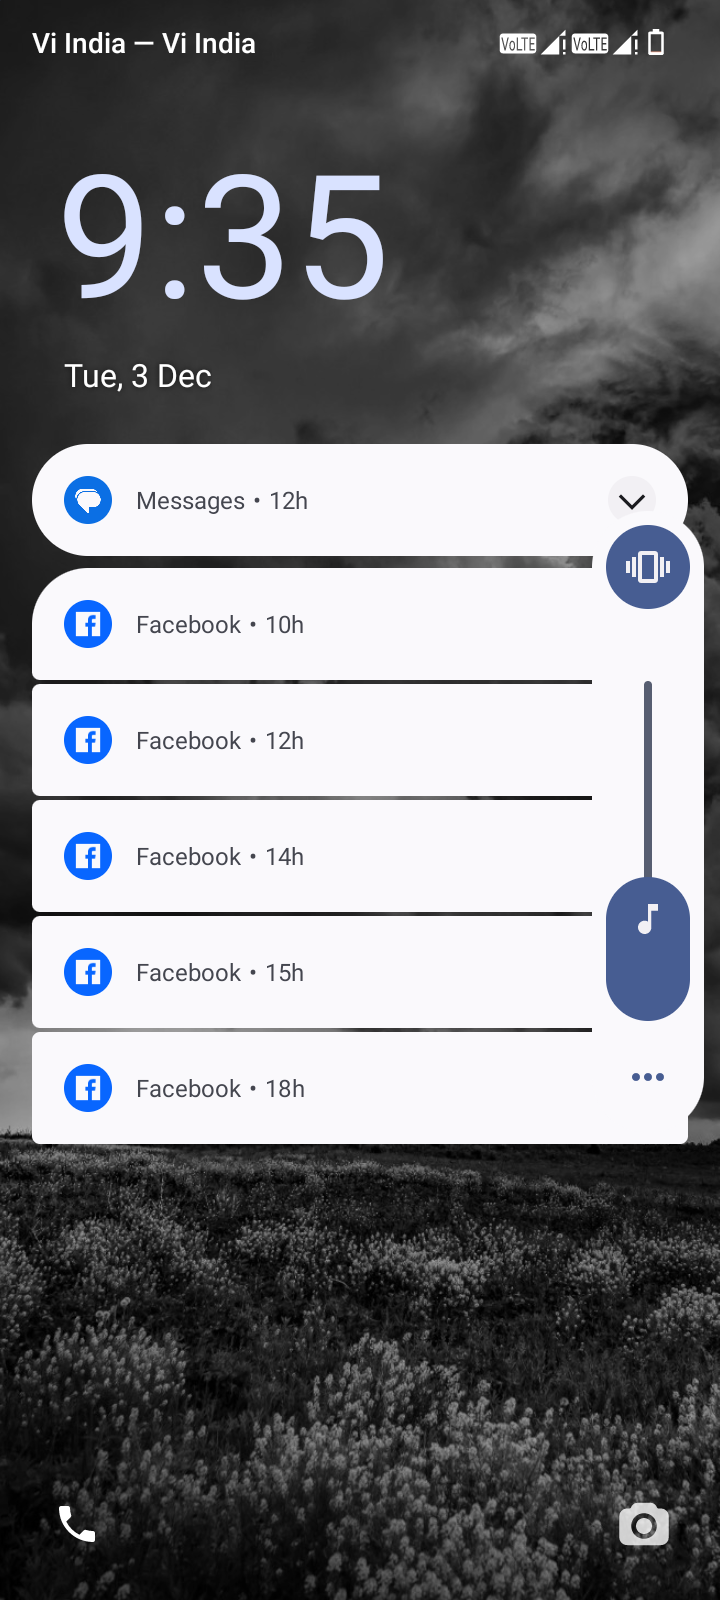 Vi India — Vi India VoLTE ! VoLTE !
9:35
Tue, 3 Dec
Messages • 12h
Facebook • 10h
Facebook • 12h
Facebook • 14h
Facebook • 15h
Facebook • 18h